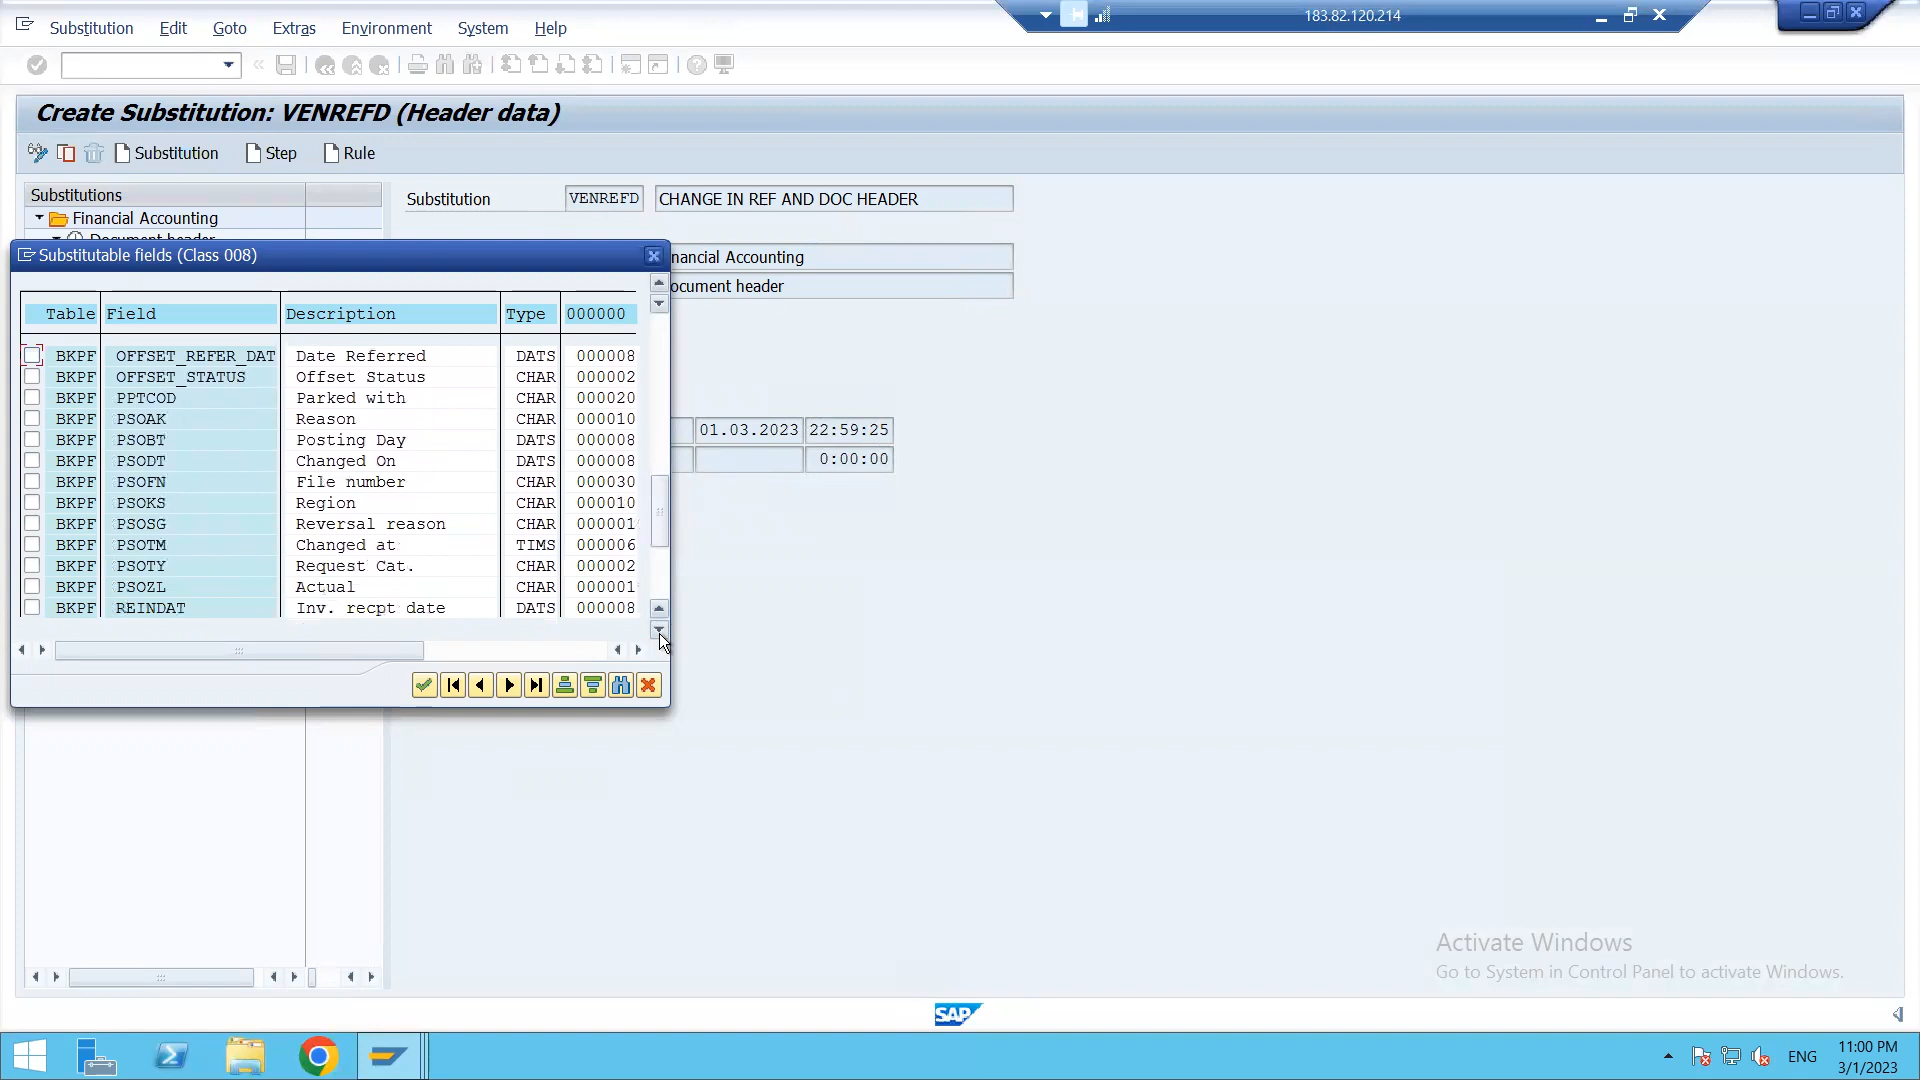 Substitution Edit Goto Extras Environment System Help
183.82.120.214
Create Substitution: VENREFD (Header data)
Substitution Step Rule
Substitutions
Financial Accounting
Document header
Substitution VENREFD CHANGE IN REF AND DOC HEADER
nancial Accounting
ocument header
01.03.2023 22:59:25
0:00:00
Substitutable fields (Class 008)
Table Field Description Type 000000
BKPF OFFSET_REFER_DAT Date Referred DATS 000008
BKPF OFFSET_STATUS Offset Status CHAR 000002
BKPF PPTCOD Parked with CHAR 000020
BKPF PSOAK Reason CHAR 000010
BKPF PSOBT Posting Day DATS 000008
BKPF PSODT Changed On DATS 000008
BKPF PSOFN File number CHAR 000030
BKPF PSOKS Region CHAR 000010
BKPF PSOSG Reversal reason CHAR 000001
BKPF PSOTM Changed at TIMS 000006
BKPF PSOTY Request Cat. CHAR 000002
BKPF PSOZL Actual CHAR 000001
BKPF REINDAT Inv. recpt date DATS 000008
Activate Windows
Go to System in Control Panel to activate Windows.
SAP
ENG
11:00 PM
3/1/2023